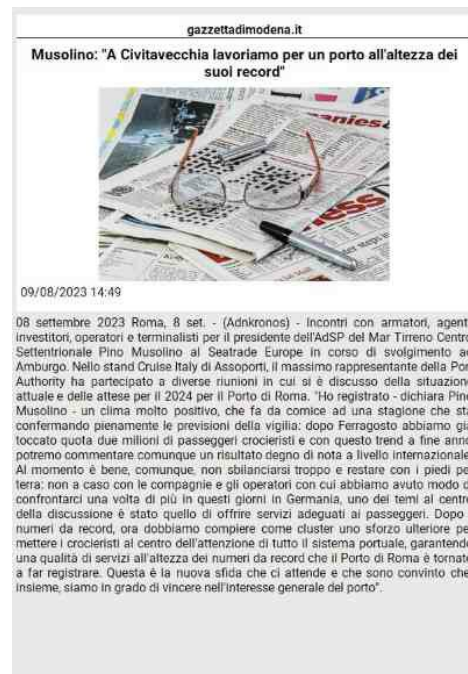 gazzettadimodena.it
Musolino: "A Civitavecchia lavoriamo per un porto all'altezza dei
suoi record"
09/08/2023 14:49
08 settembre 2023 Roma, 8 set. - (Adnkronos) - Incontri con armatori, agent
investitori, operatori e terminalisti per il presidente dell'AdSP del Mar Tirreno Centro
Settentrionale Pino Musolino al Seatrade Europe in corso di svolgimento ad
Amburgo. Nello stand Cruise Italy di Assoporti, il massimo rappresentante della Por
Authority ha partecipato a diverse riunioni in cui si è discusso della situazione
attuale e delle attese per il 2024 per il Porto di Roma. "Ho registrato - dichiara Pino
Musolino - un clima molto positivo, che fa da cornice ad una stagione che sta
confermando pienamente le previsioni della vigilia: dopo Ferragosto abbiamo già
toccato quota due milioni di passeggeri crocieristi e con questo trend a fine anno
potremo commentare comunque un risultato degno di nota a livello internazionale
Al momento è bene, comunque, non sbilanciarsi troppo e restare con i piedi per
terra: non a caso con le compagnie e gli operatori con cui abbiamo avuto modo d
confrontarci una volta di più in questi giorni in Germania, uno dei temi al centro
della discussione è stato quello di offrire servizi adeguati ai passeggeri. Dopo
numeri da record, ora dobbiamo compiere come cluster uno sforzo ulteriore per
mettere i crocieristi al centro dell'attenzione di tutto il sistema portuale, garantendo
una qualità di servizi all'altezza dei numeri da record che il Porto di Roma è tornato
a far registrare. Questa è la nuova sfida che ci attende e che sono convinto che
insieme, siamo in grado di vincere nell'interesse generale del porto".